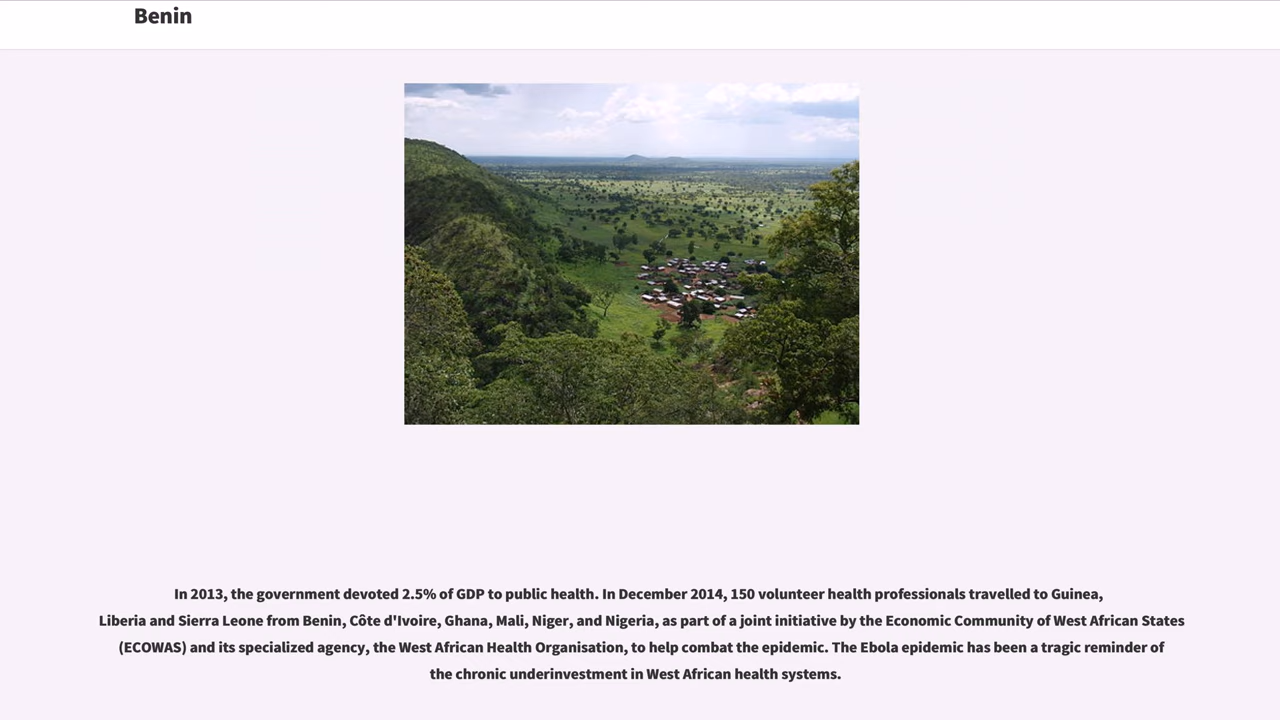 Benin
In 2013, the government devoted 2.5% of GDP to public health. In December 2014, 150 volunteer health professionals travelled to Guinea,
Liberia and Sierra Leone from Benin, Côte d'Ivoire, Ghana, Mali, Niger, and Nigeria, as part of a joint initiative by the Economic Community of West African States
(ECOWAS) and its specialized agency, the West African Health Organisation, to help combat the epidemic. The Ebola epidemic has been a tragic reminder of
the chronic underinvestment in West African health systems.